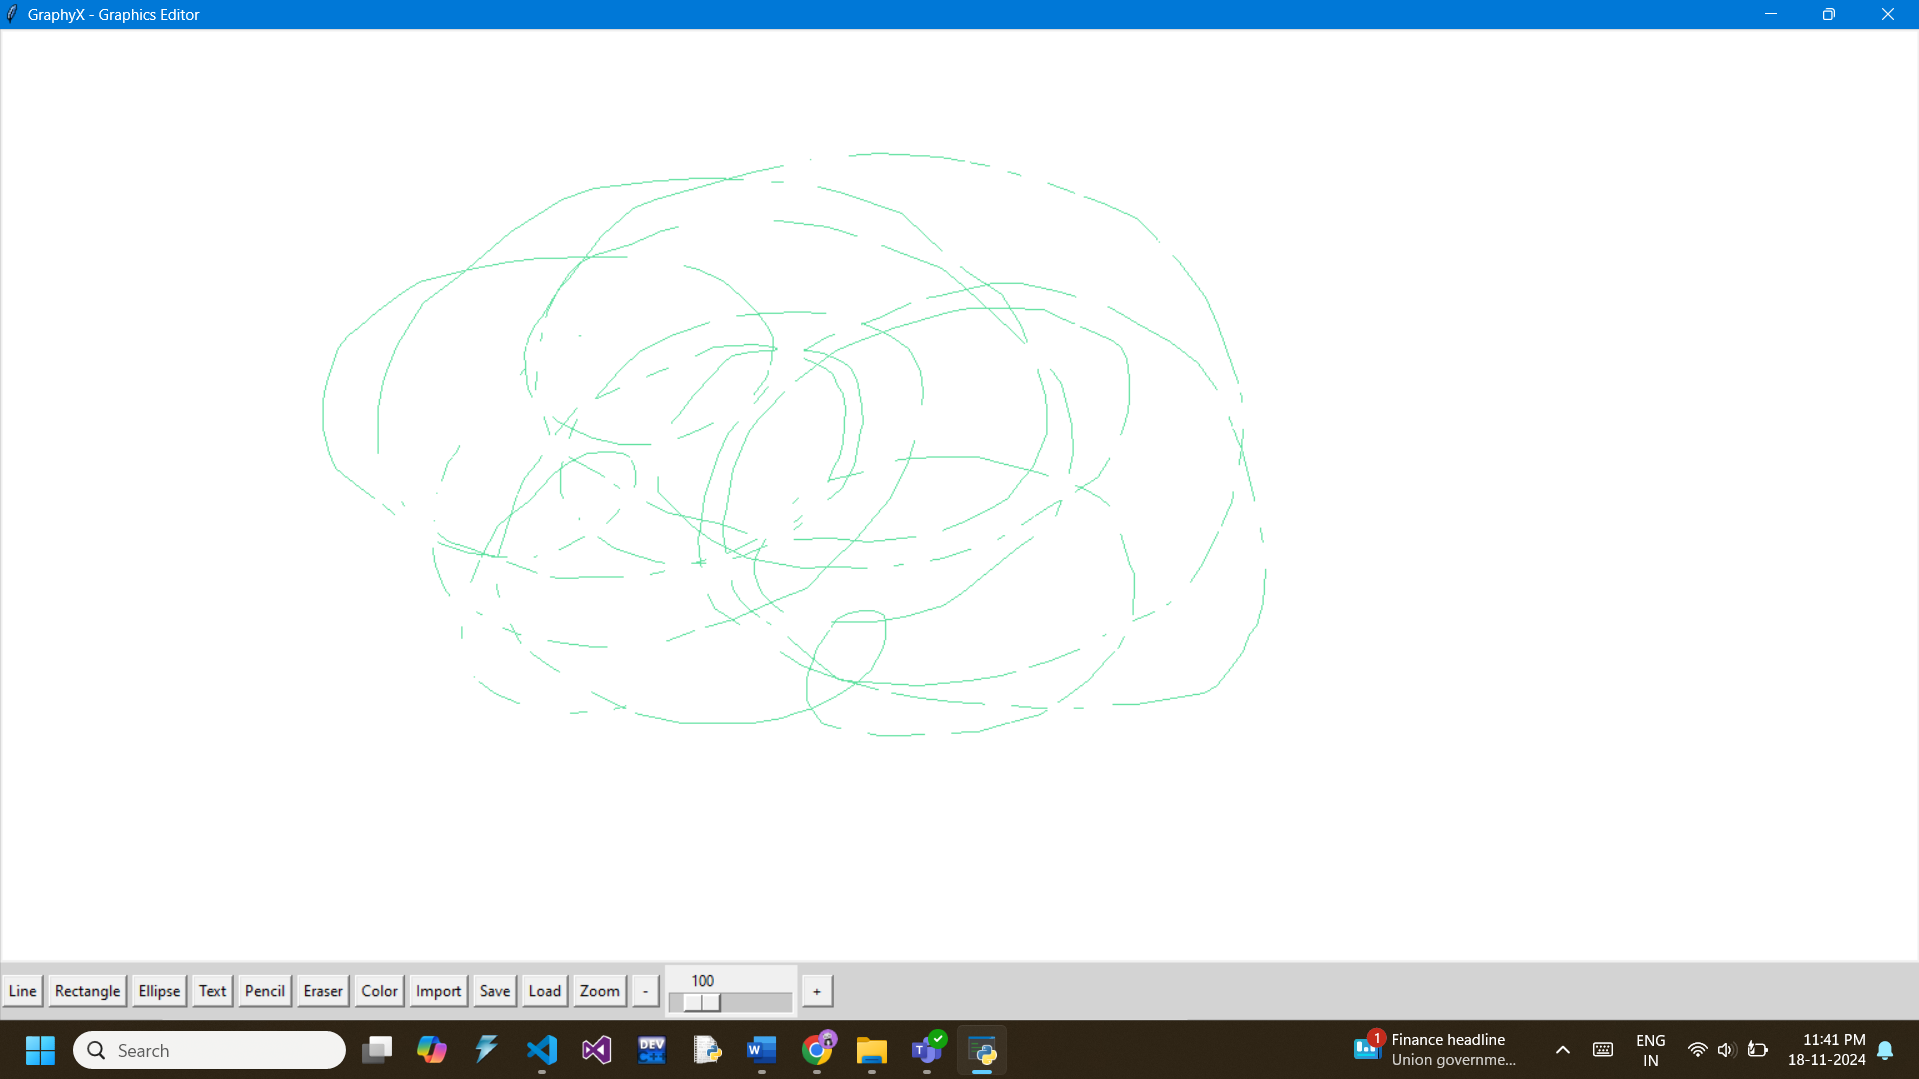 GraphyX - Graphics Editor
Line Rectangle Ellipse Text Pencil Eraser Color Import Save Load Zoom - 100 +
Search
DEV
C++
W
T
1
Finance headline
Union governme...
ENG
IN
11:41 PM
18-11-2024